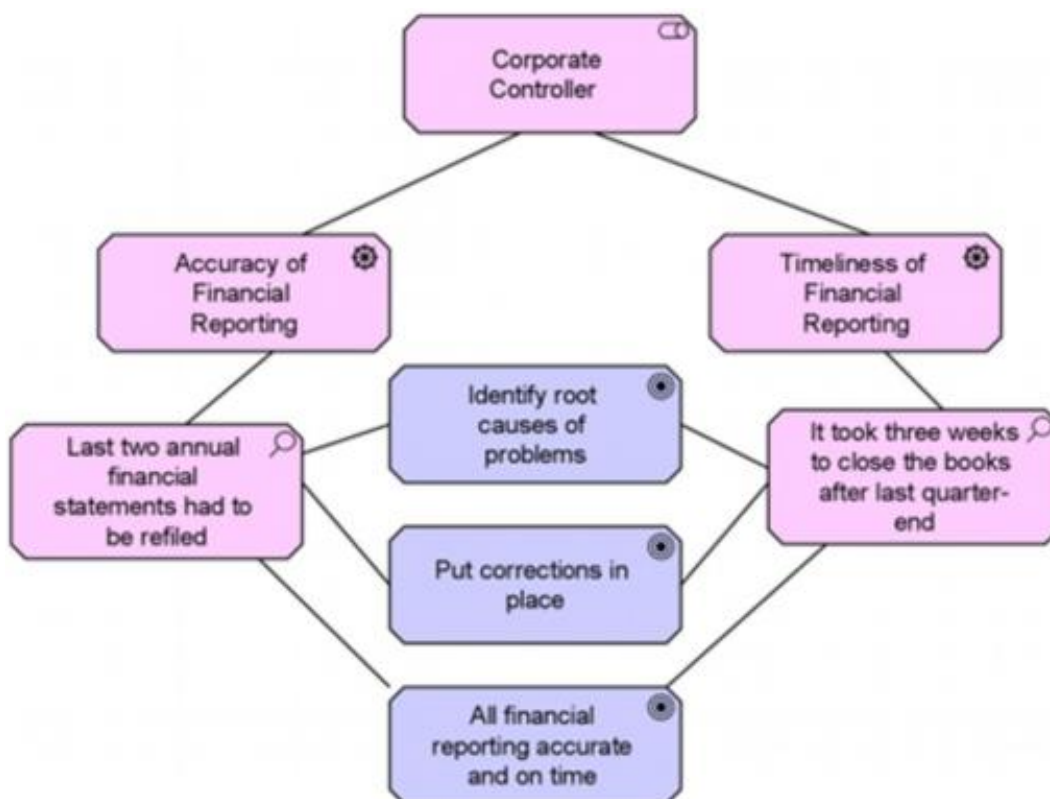 Corporate
Controller
Accuracy of
Financial
Reporting
Timeliness of
Financial
Reporting
Identify root
causes of
problems
Last two annual
financial
statements had to
be refiled
It took three weeks
to close the books
after last quarter-
end
Put corrections in
place
All financial
reporting accurate
and on time